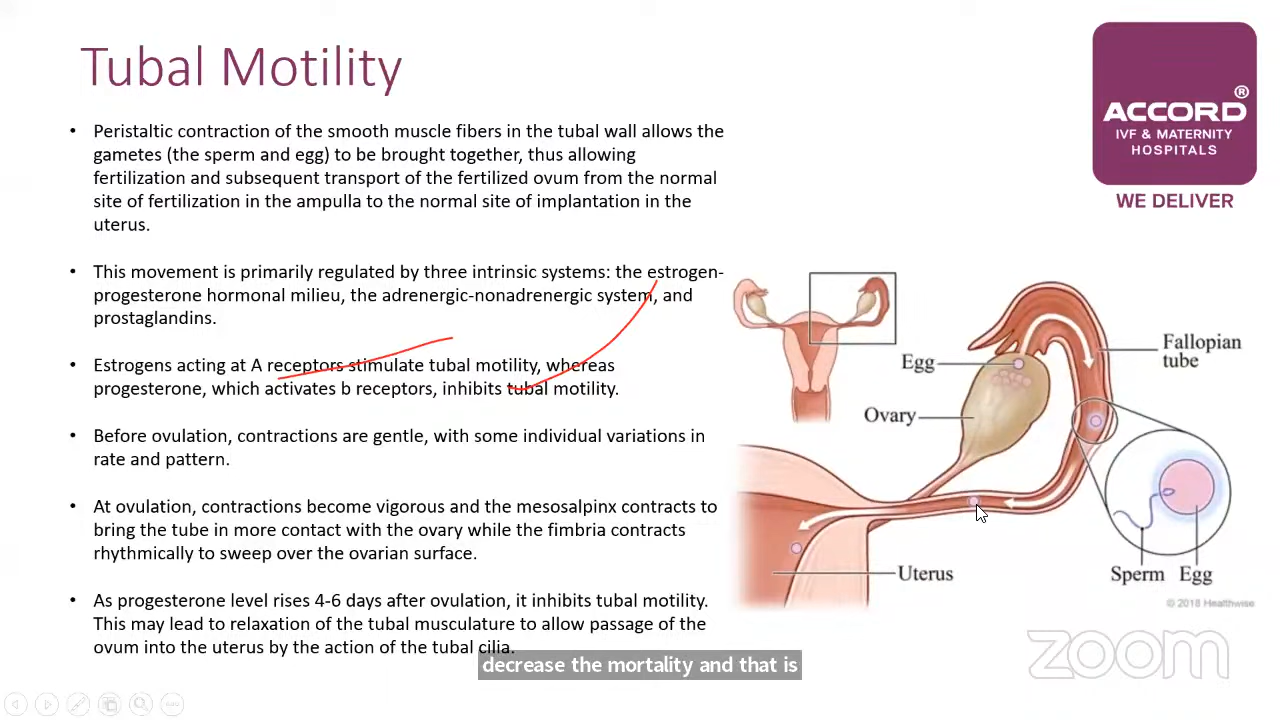 Tubal Motility
• Peristaltic contraction of the smooth muscle fibers in the tubal wall allows the
gametes (the sperm and egg) to be brought together, thus allowing
fertilization and subsequent transport of the fertilized ovum from the normal
site of fertilization in the ampulla to the normal site of implantation in the
uterus.
• This movement is primarily regulated by three intrinsic systems: the estrogen-
progesterone hormonal milieu, the adrenergic-nonadrenergic system, and
prostaglandins.
• Estrogens acting at A receptors stimulate tubal motility, whereas
progesterone, which activates b receptors, inhibits tubal motility.
• Before ovulation, contractions are gentle, with some individual variations in
rate and pattern.
• At ovulation, contractions become vigorous and the mesosalpinx contracts to
bring the tube in more contact with the ovary while the fimbria contracts
rhythmically to sweep over the ovarian surface.
• As progesterone level rises 4-6 days after ovulation, it inhibits tubal motility.
This may lead to relaxation of the tubal musculature to allow passage of the
ovum into the uterus by the action of the tubal cilia.
decrease the mortality and that is
ACCORD®
IVF & MATERNITY
HOSPITALS
WE DELIVER
Egg
Fallopian
tube
Ovary
Uterus
Sperm Egg
© 2018 Healthwise
zoom